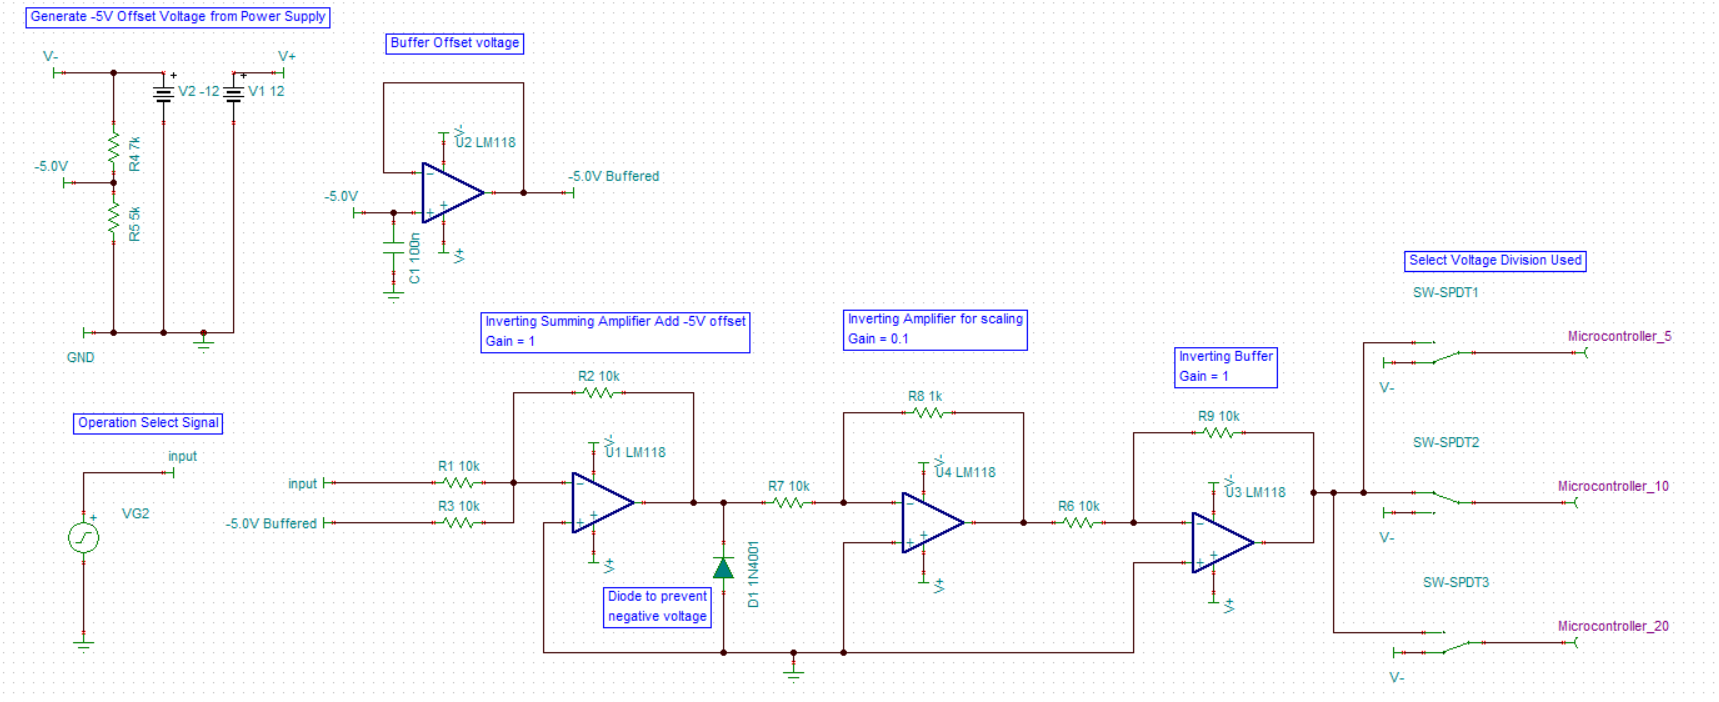 Generate -5V Offset Voltage from Power Supply
Buffer Offset voltage
V-
V+
+
+
V2 -12
V1 12
R4 7k
-5.0V
R5 5k
GND
V-
U2 LM118
-5.0V
-5.0V Buffered
C1 100n
V+
Select Voltage Division Used
SW-SPDT1
Microcontroller_5
V-
SW-SPDT2
Microcontroller_10
V-
SW-SPDT3
Microcontroller_20
V-
Inverting Summing Amplifier Add -5V offset
Gain = 1
Inverting Amplifier for scaling
Gain = 0.1
Inverting Buffer
Gain = 1
Operation Select Signal
input
+
VG2
R2 10k
V-
U1 LM118
R1 10k
input
R3 10k
-5.0V Buffered
V+
Diode to prevent
negative voltage
D1 1N4001
R8 1k
V-
U4 LM118
R7 10k
V+
R9 10k
V-
U3 LM118
R6 10k
V+